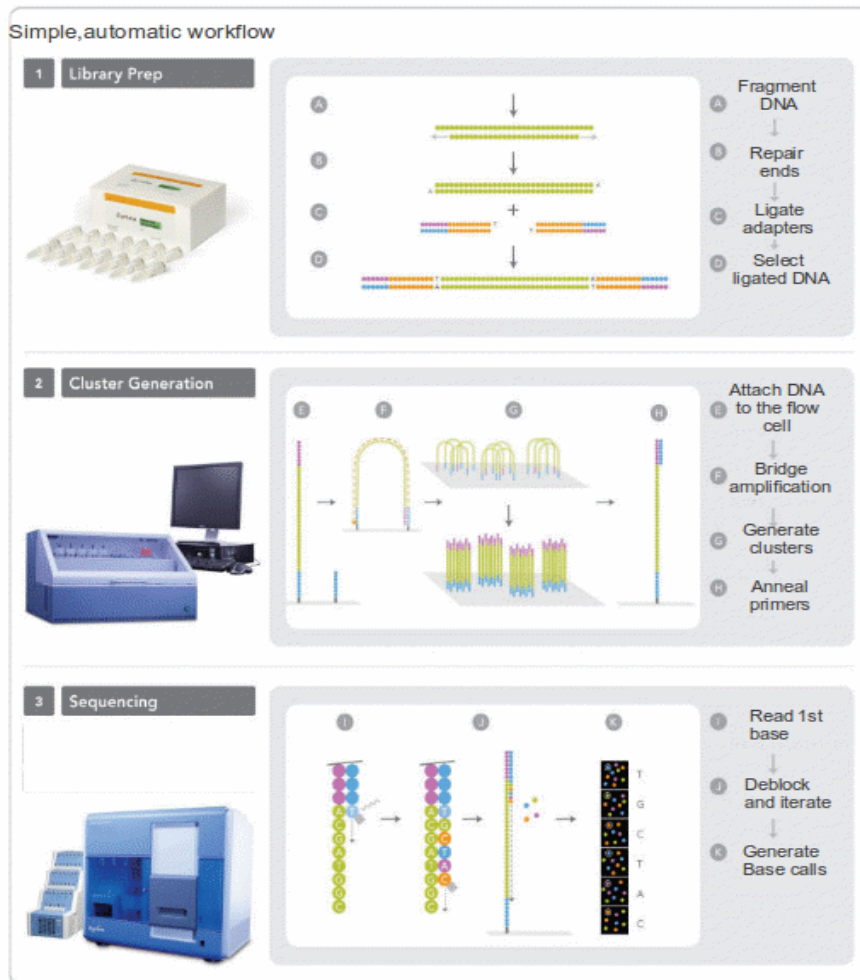 Simple,automatic workflow
1 Library Prep
A
B
C
D
A
A
+
T
T
T
A
A
T
A Fragment
DNA
B Repair
ends
C Ligate
adapters
D Select
ligated DNA
2 Cluster Generation
E
F
G
H
E Attach DNA
to the flow
cell
F Bridge
amplification
G Generate
clusters
H Anneal
primers
3 Sequencing
I
J
K
A T
C
G
A
T
G
C
A T
C G
G C
A T
T A
G C
C
T
G
C
T
A
C
I Read 1st
base
J Deblock
and iterate
K Generate
Base calls